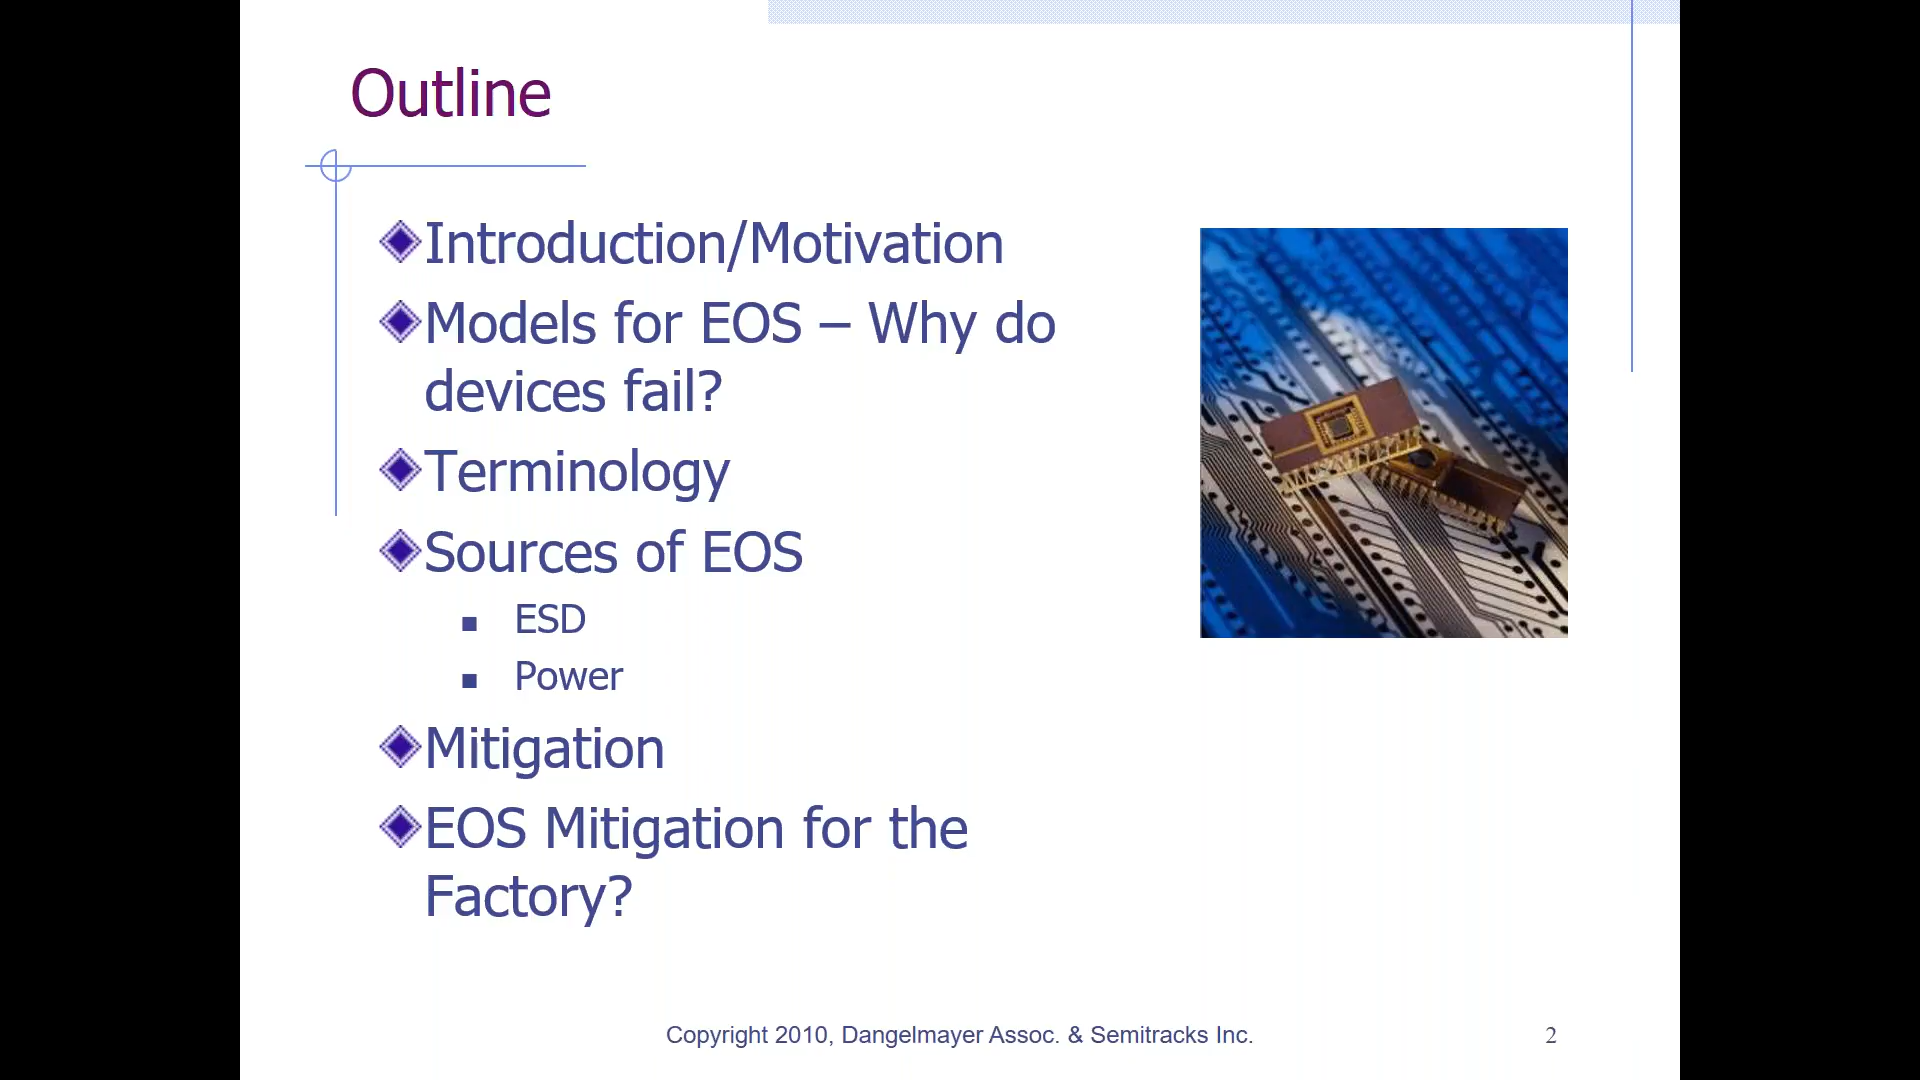 Outline
Introduction/Motivation
Models for EOS – Why do
devices fail?
Terminology
Sources of EOS
ESD
Power
Mitigation
EOS Mitigation for the
Factory?
Copyright 2010, Dangelmayer Assoc. & Semitracks Inc.
2